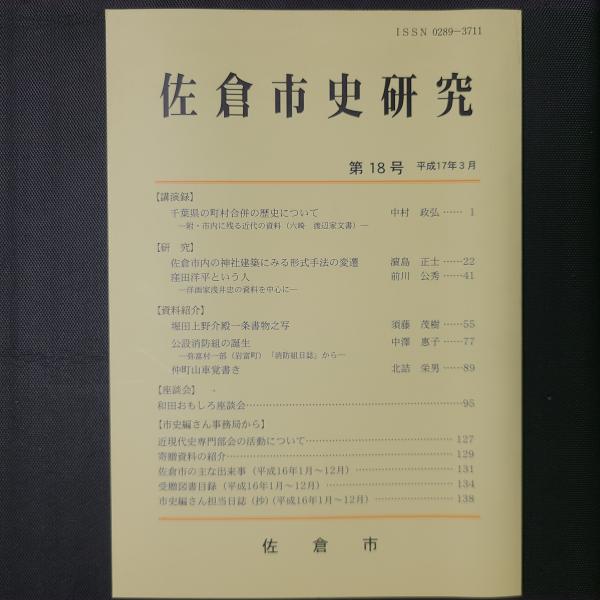 ISSN 0289-3711
佐倉市史研究
第18号 平成17年3月
【講演録】
千葉県の町村合併の歴史について 中村 政弘…… 1
―附・市内に残る近代の資料（六崎 渡辺家文書）―
【研 究】
佐倉市内の神社建築にみる形式手法の変遷 濵島 正士……22
窪田洋平という人 前川 公秀……41
―洋画家浅井忠の資料を中心に―
【資料紹介】
堀田上野介殿一条書物之写 須藤 茂樹……55
公設消防組の誕生 中澤 惠子……77
―弥富村一部（岩富町）「消防組日誌」から―
仲町山車覚書き 北詰 栄男……89
【座談会】
和田おもしろ座談会……95
【市史編さん事務局から】
近現代史専門部会の活動について……127
寄贈資料の紹介……129
佐倉市の主な出来事（平成16年1月～12月）……131
受贈図書目録（平成16年1月～12月）……134
市史編さん担当日誌（抄）（平成16年1月～12月）……138
佐倉市